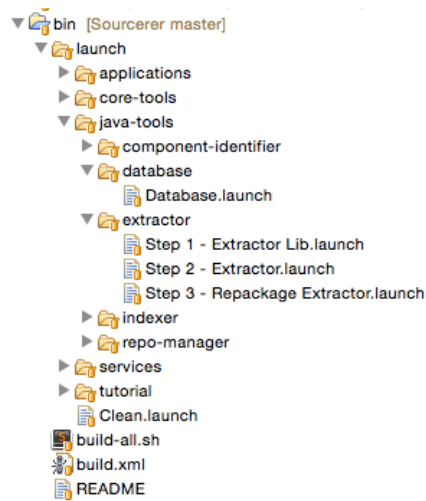 bin [Sourcerer master]
launch
applications
core-tools
java-tools
component-identifier
database
Database.launch
extractor
Step 1 - Extractor Lib.launch
Step 2 - Extractor.launch
Step 3 - Repackage Extractor.launch
indexer
repo-manager
services
tutorial
Clean.launch
build-all.sh
build.xml
README